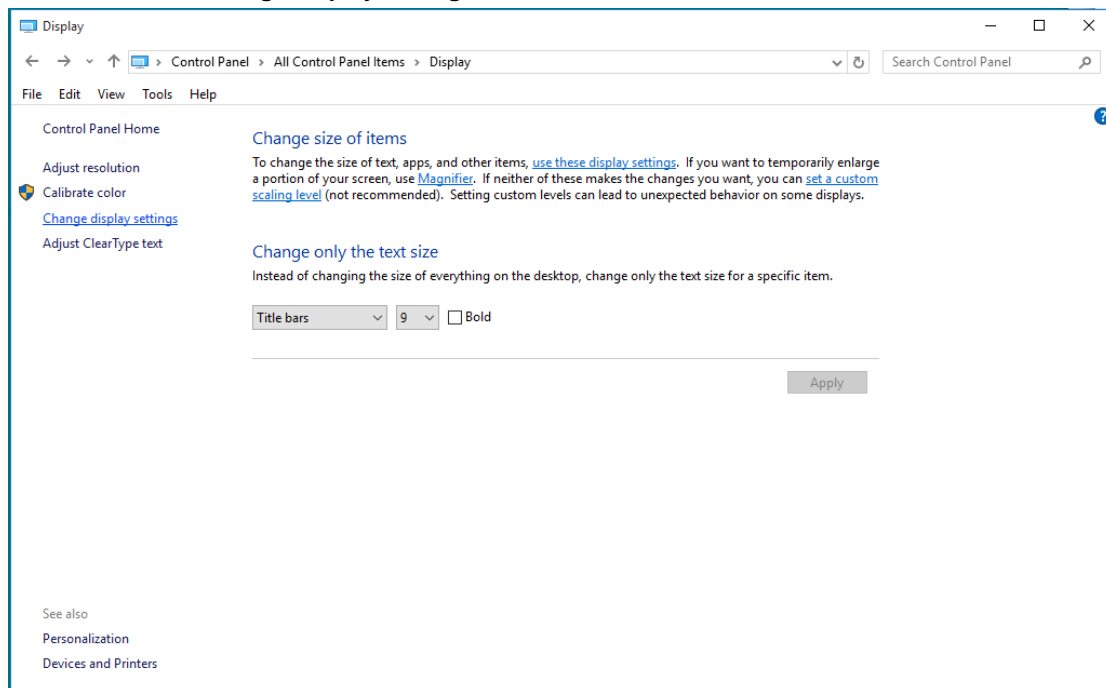 Display
Control Panel > All Control Panel Items > Display
Search Control Panel
File Edit View Tools Help
Control Panel Home
Adjust resolution
Calibrate color
Change display settings
Adjust ClearType text
Change size of items
To change the size of text, apps, and other items, use these display settings. If you want to temporarily enlarge
a portion of your screen, use Magnifier. If neither of these makes the changes you want, you can set a custom
scaling level (not recommended). Setting custom levels can lead to unexpected behavior on some displays.
Change only the text size
Instead of changing the size of everything on the desktop, change only the text size for a specific item.
Title bars 9 Bold
Apply
See also
Personalization
Devices and Printers